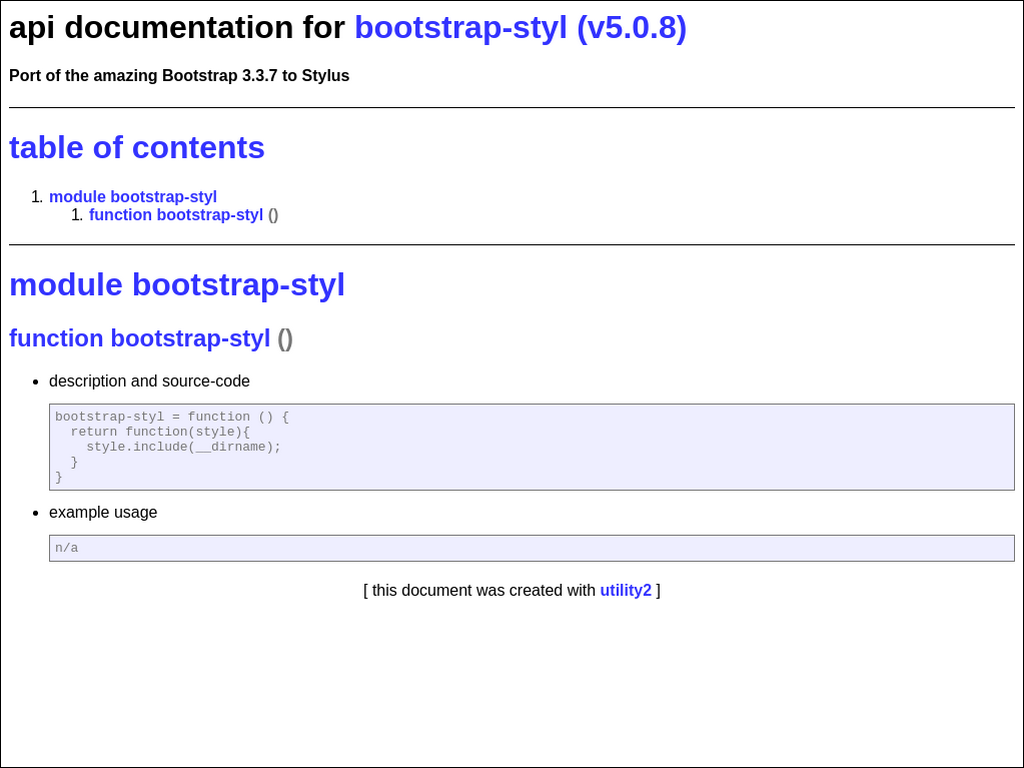 api documentation for bootstrap-styl (v5.0.8)
Port of the amazing Bootstrap 3.3.7 to Stylus
table of contents
1. module bootstrap-styl
1. function bootstrap-styl ()
module bootstrap-styl
function bootstrap-styl ()
• description and source-code
bootstrap-styl = function () {
  return function(style){
    style.include(__dirname);
  }
}
• example usage
n/a
[ this document was created with utility2 ]